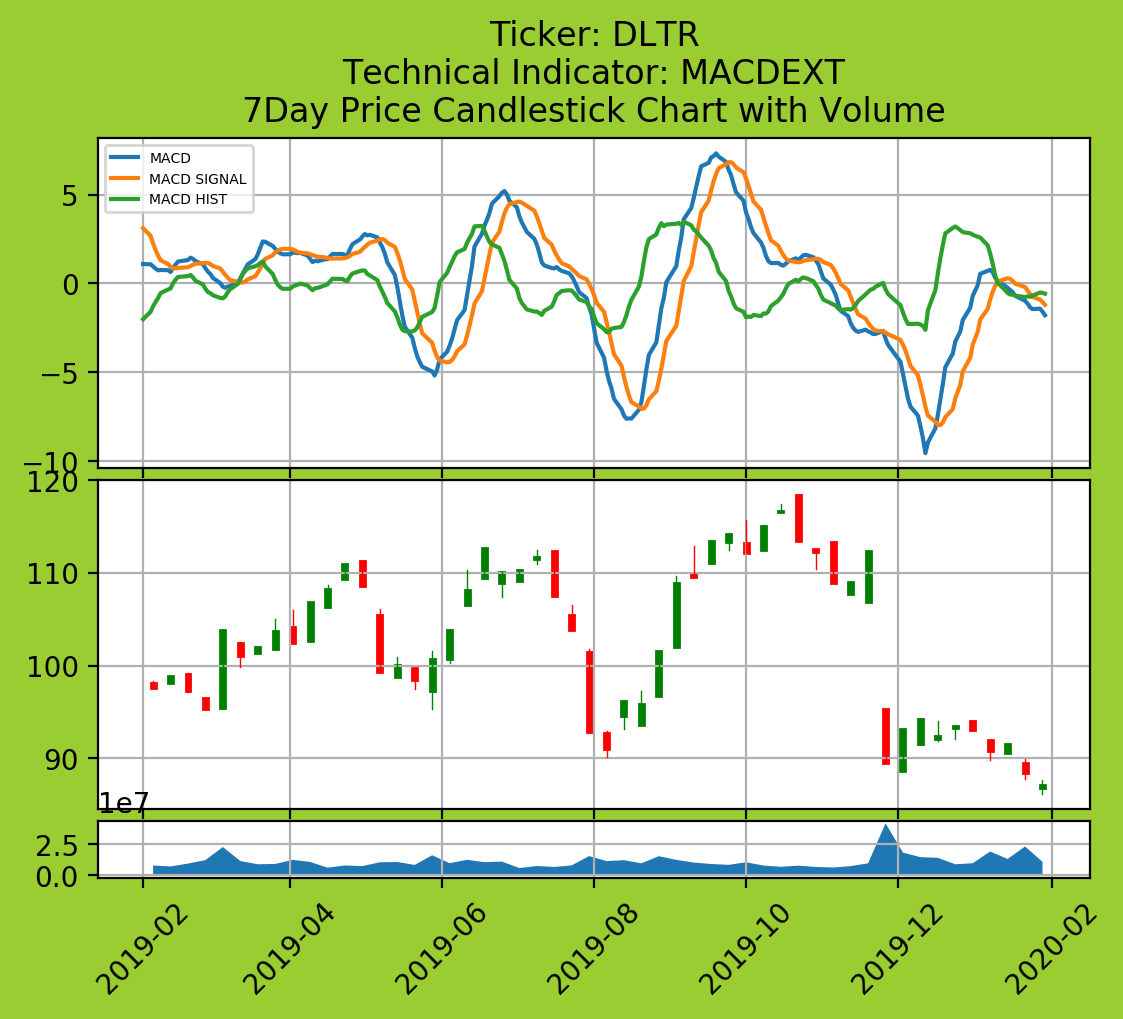 Ticker: DLTR
Technical Indicator: MACDEXT
7Day Price Candlestick Chart with Volume
MACD
MACD SIGNAL
MACD HIST
5
0
−5
−10
120
110
100
90
1e7
2.5
0.0
2019-02
2019-04
2019-06
2019-08
2019-10
2019-12
2020-02